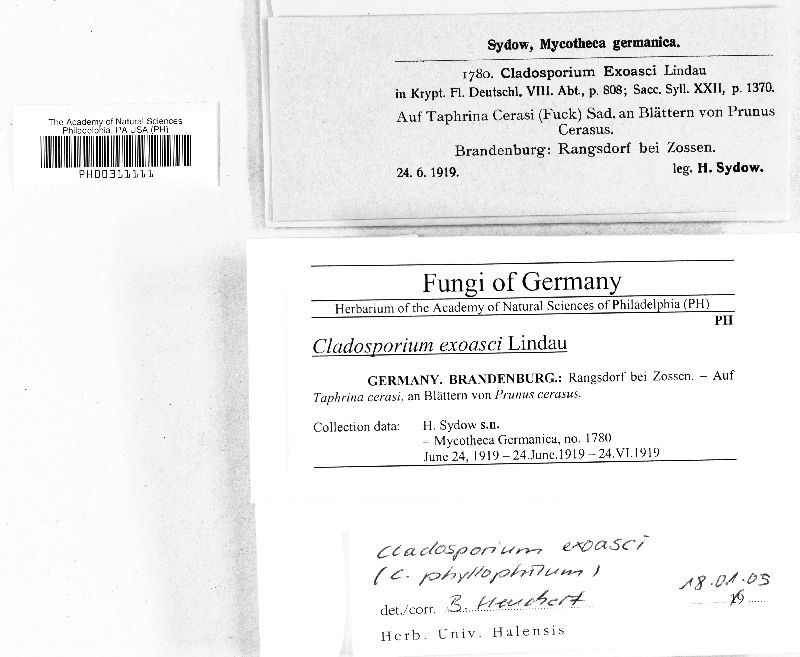 Sydow, Mycotheca germanica.
1780. Cladosporium Exoasci Lindau
in Krypt. Fl. Deutschl. VIII. Abt., p. 808; Sacc. Syll. XXII, p. 1370.
Auf Taphrina Cerasi (Fuck) Sad. an Blättern von Prunus
Cerasus.
Brandenburg: Rangsdorf bei Zossen.
24. 6. 1919. leg. H. Sydow.
The Academy of Natural Sciences
Philadelphia, PA USA (PH)
PH00311111
Fungi of Germany
Herbarium of the Academy of Natural Sciences of Philadelphia (PH)
PH
Cladosporium exoasci Lindau
GERMANY. BRANDENBURG.: Rangsdorf bei Zossen. – Auf
Taphrina cerasi, an Blättern von Prunus cerasus.
Collection data: H. Sydow s.n.
– Mycotheca Germanica, no. 1780
June 24, 1919 – 24.June.1919 – 24.VI.1919
Cladosporium exoasci
(C. phyllophilum)
18.01.03
det./corr. B. Heuchert 19
Herb. Univ. Halensis